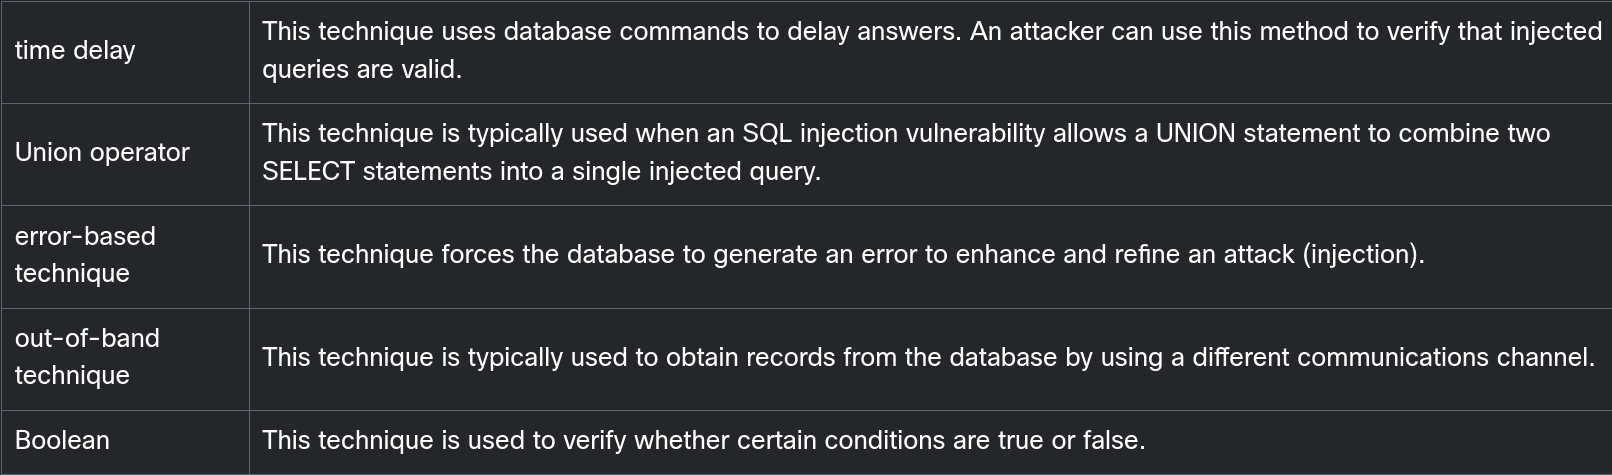 time delay
This technique uses database commands to delay answers. An attacker can use this method to verify that injected
queries are valid.
Union operator
This technique is typically used when an SQL injection vulnerability allows a UNION statement to combine two
SELECT statements into a single injected query.
error-based
technique
This technique forces the database to generate an error to enhance and refine an attack (injection).
out-of-band
technique
This technique is typically used to obtain records from the database by using a different communications channel.
Boolean
This technique is used to verify whether certain conditions are true or false.